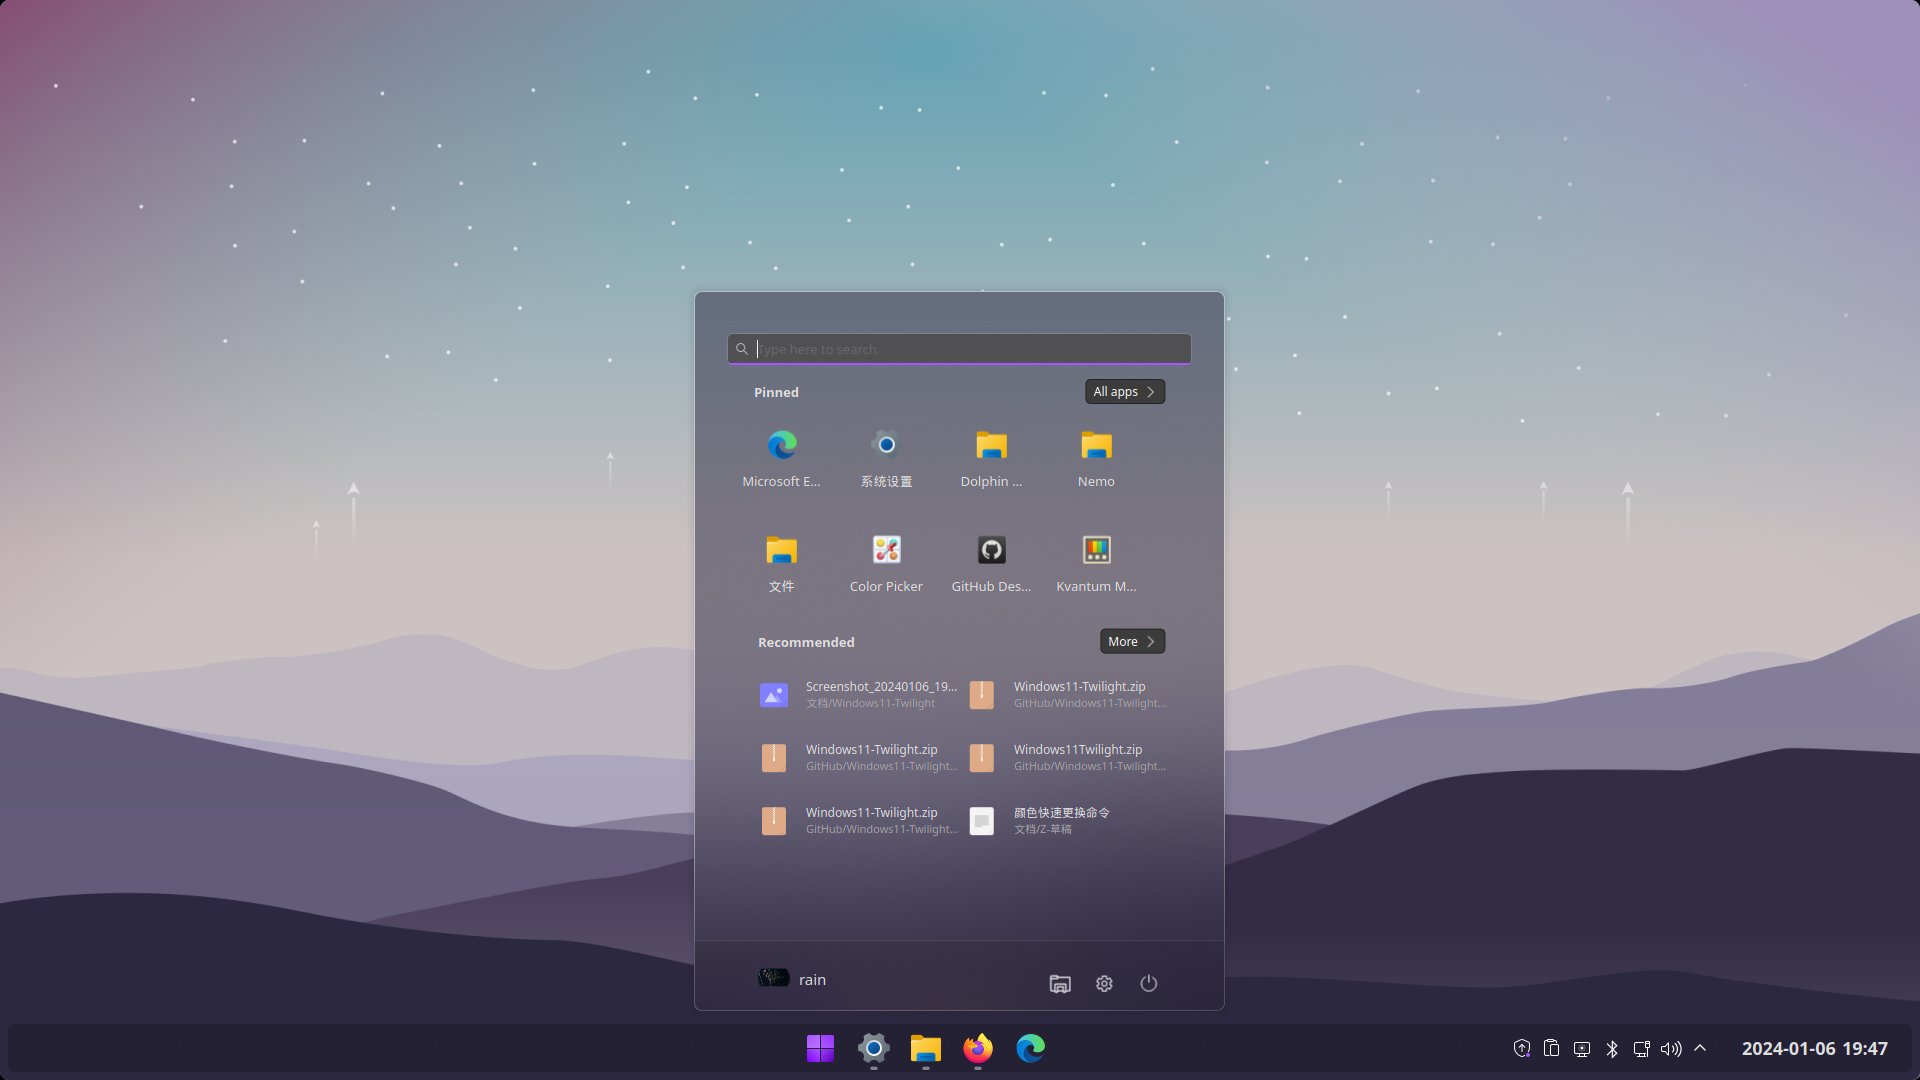 Type here to search
Pinned
All apps
Microsoft E...
系统设置
Dolphin ...
Nemo
文件
Color Picker
GitHub Des...
Kvantum M...
Recommended
More
Screenshot_20240106_19...
文档/Windows11-Twilight
Windows11-Twilight.zip
GitHub/Windows11-Twilight...
Windows11-Twilight.zip
GitHub/Windows11-Twilight...
Windows11Twilight.zip
GitHub/Windows11-Twilight...
Windows11-Twilight.zip
GitHub/Windows11-Twilight...
颜色快速更换命令
文档/Z-草稿
rain
2024-01-06 19:47